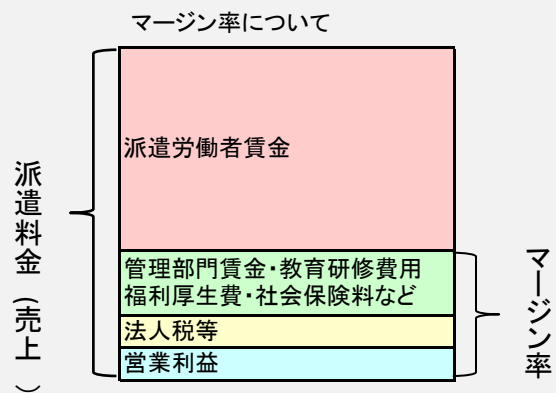 マージン率について
派遣料金（売上）
派遣労働者賃金
管理部門賃金・教育研修費用
福利厚生費・社会保険料など
法人税等
営業利益
マージン率